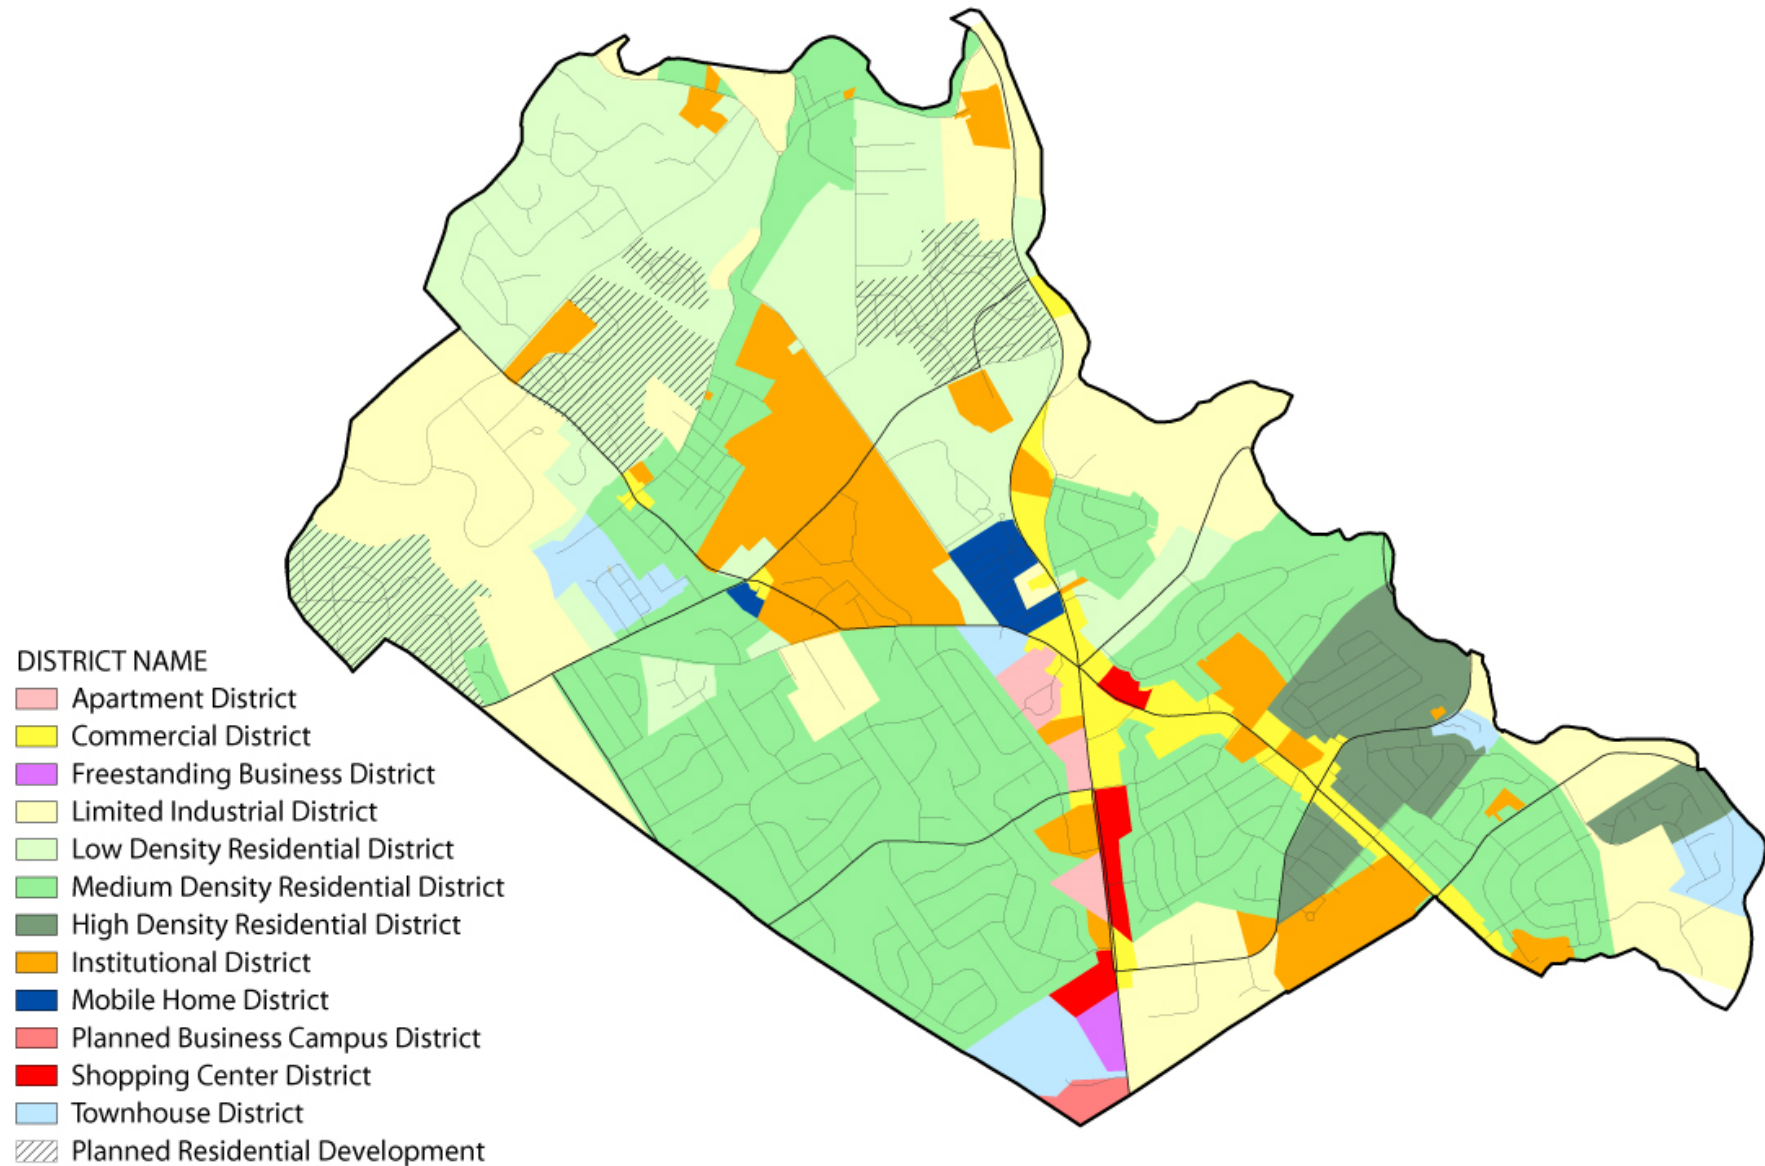 DISTRICT NAME
Apartment District
Commercial District
Freestanding Business District
Limited Industrial District
Low Density Residential District
Medium Density Residential District
High Density Residential District
Institutional District
Mobile Home District
Planned Business Campus District
Shopping Center District
Townhouse District
Planned Residential Development